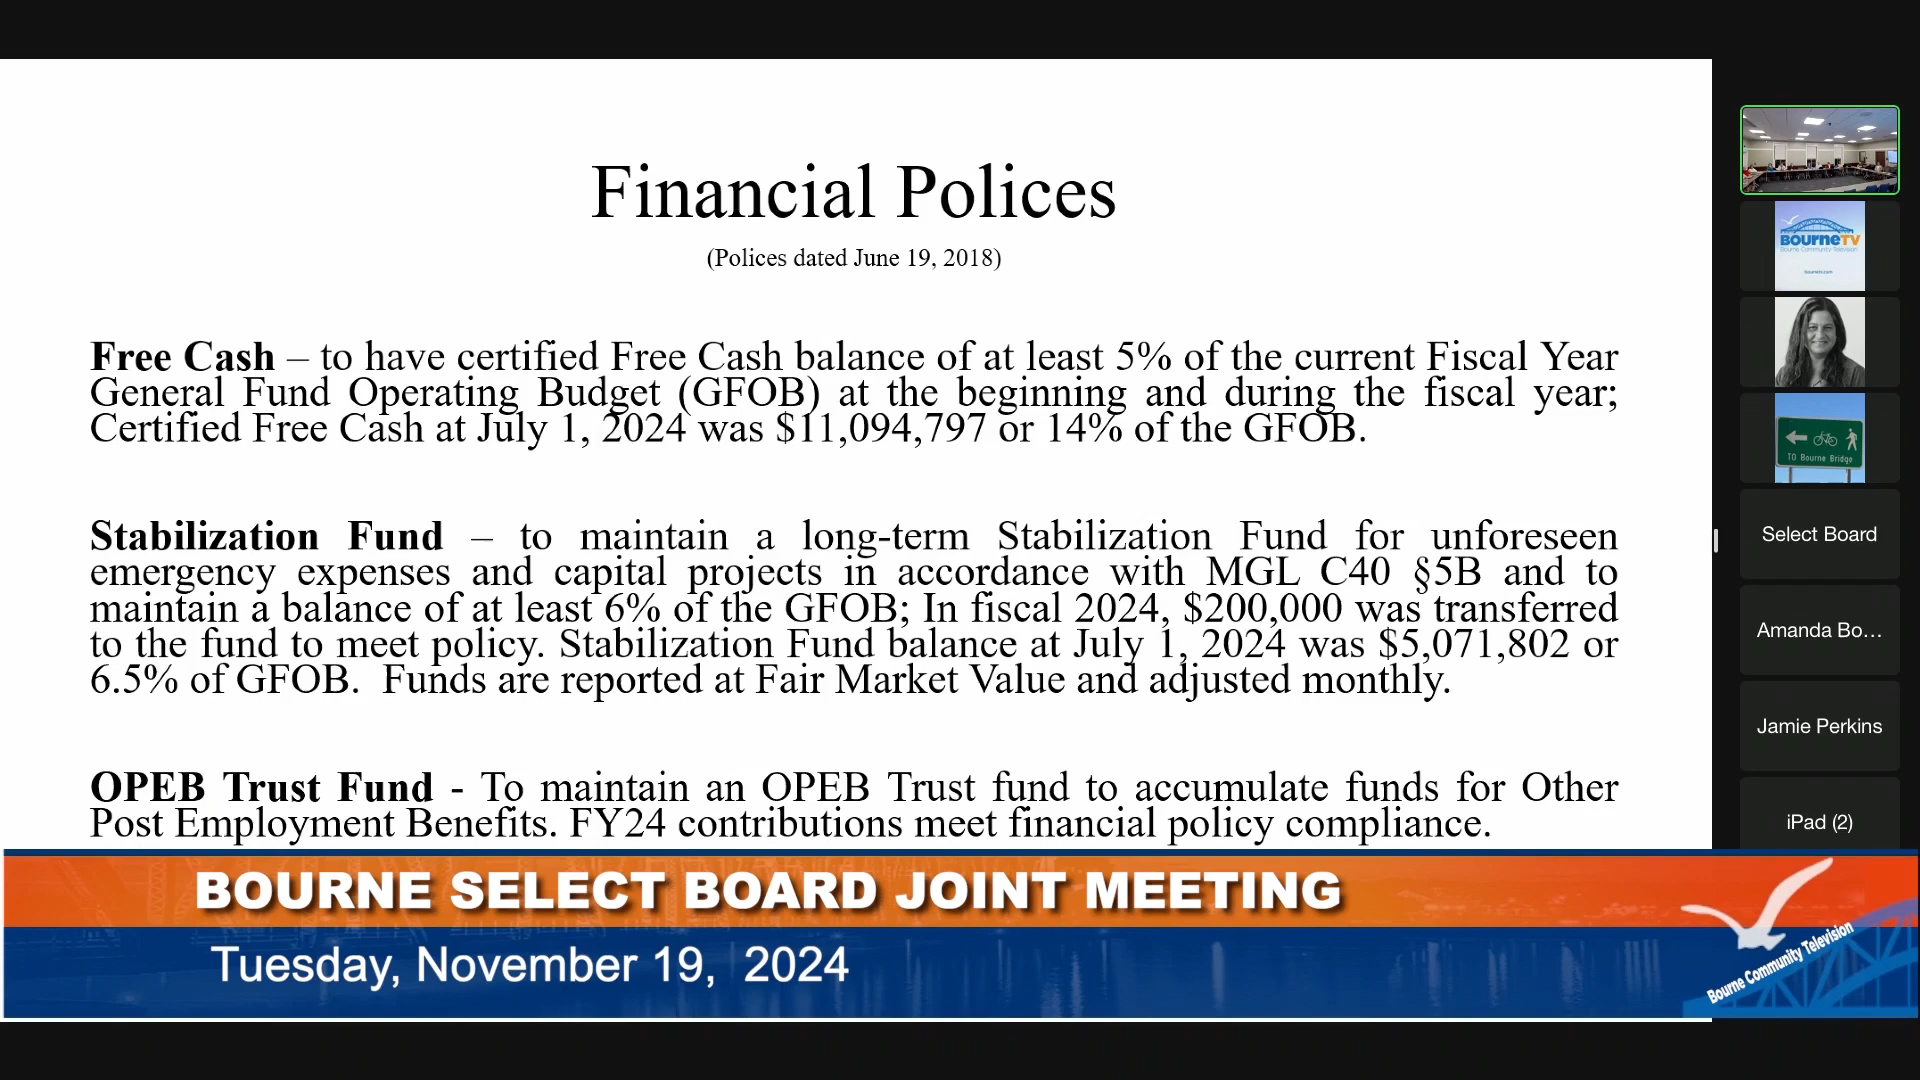 Financial Polices
(Polices dated June 19, 2018)
Free Cash – to have certified Free Cash balance of at least 5% of the current Fiscal Year
General Fund Operating Budget (GFOB) at the beginning and during the fiscal year;
Certified Free Cash at July 1, 2024 was $11,094,797 or 14% of the GFOB.
Stabilization Fund – to maintain a long-term Stabilization Fund for unforeseen
emergency expenses and capital projects in accordance with MGL C40 §5B and to
maintain a balance of at least 6% of the GFOB; In fiscal 2024, $200,000 was transferred
to the fund to meet policy. Stabilization Fund balance at July 1, 2024 was $5,071,802 or
6.5% of GFOB. Funds are reported at Fair Market Value and adjusted monthly.
OPEB Trust Fund - To maintain an OPEB Trust fund to accumulate funds for Other
Post Employment Benefits. FY24 contributions meet financial policy compliance.
BOURNE SELECT BOARD JOINT MEETING
Tuesday, November 19, 2024
Bourne Community Television
BOURNETV
Bourne Community Television
TO Bourne Bridge
Select Board
Amanda Bo...
Jamie Perkins
iPad (2)